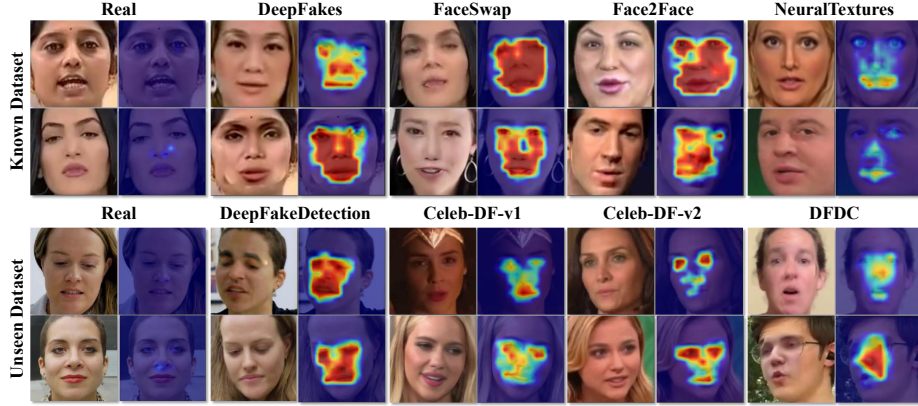 Real DeepFakes FaceSwap Face2Face NeuralTextures
Known Dataset
Real DeepFakeDetection Celeb-DF-v1 Celeb-DF-v2 DFDC
Unseen Dataset